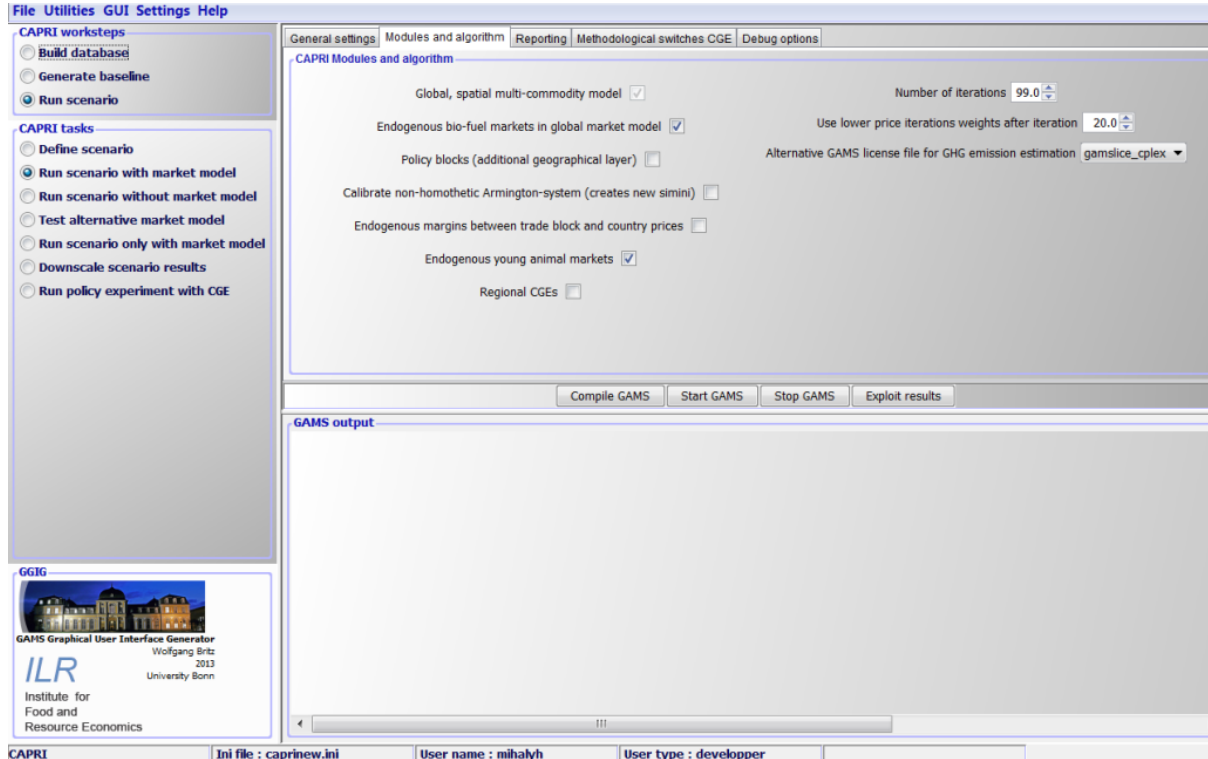 File Utilities GUI Settings Help
CAPRI worksteps
Build database
Generate baseline
Run scenario
CAPRI tasks
Define scenario
Run scenario with market model
Run scenario without market model
Test alternative market model
Run scenario only with market model
Downscale scenario results
Run policy experiment with CGE
General settings Modules and algorithm Reporting Methodological switches CGE Debug options
CAPRI Modules and algorithm
Global, spatial multi-commodity model
Endogenous bio-fuel markets in global market model
Policy blocks (additional geographical layer)
Calibrate non-homothetic Armington-system (creates new simini)
Endogenous margins between trade block and country prices
Endogenous young animal markets
Regional CGEs
Number of iterations 99.0
Use lower price iterations weights after iteration 20.0
Alternative GAMS license file for GHG emission estimation gamslice_cplex
Compile GAMS Start GAMS Stop GAMS Exploit results
GAMS output
GGIG
GAMS Graphical User Interface Generator
Wolfgang Britz
2013
University Bonn
ILR
Institute for
Food and
Resource Economics
CAPRI Ini file : caprinew.ini User name : mihalyh User type : developper